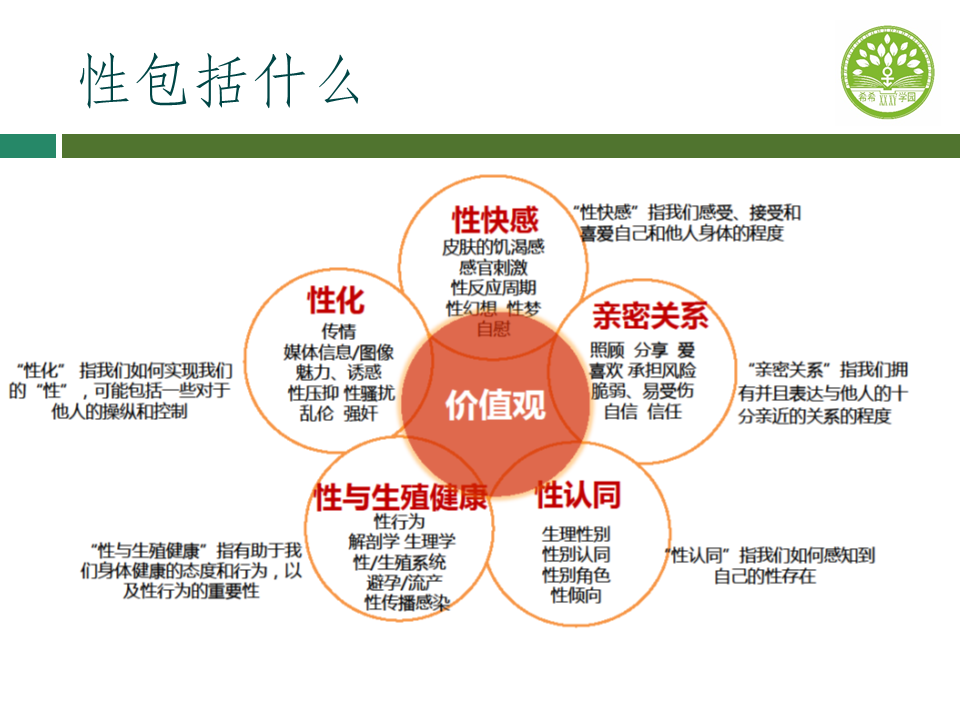 性包括什么
希希 双双 学园
性快感
皮肤的饥渴感
感官刺激
性反应周期
性幻想 性梦
自慰
“性快感” 指我们感受、接受和
喜爱自己和他人身体的程度
性化
传情
媒体信息/图像
魅力、诱惑
性压抑 性骚扰
乱伦 强奸
“性化” 指我们如何实现我们
的“性”，可能包括一些对于
他人的操纵和控制
亲密关系
照顾 分享 爱
喜欢 承担风险
脆弱、易受伤
自信 信任
“亲密关系” 指我们拥
有并且表达与他人的十
分亲近的关系的程度
价值观
性与生殖健康
性行为
解剖学 生理学
性/生殖系统
避孕/流产
性传播感染
“性与生殖健康”指有助于我
们身体健康的态度和行为，以
及性行为的重要性
性认同
生理性别
性别认同
性别角色
性倾向
“性认同”指我们如何感知到
自己的性存在